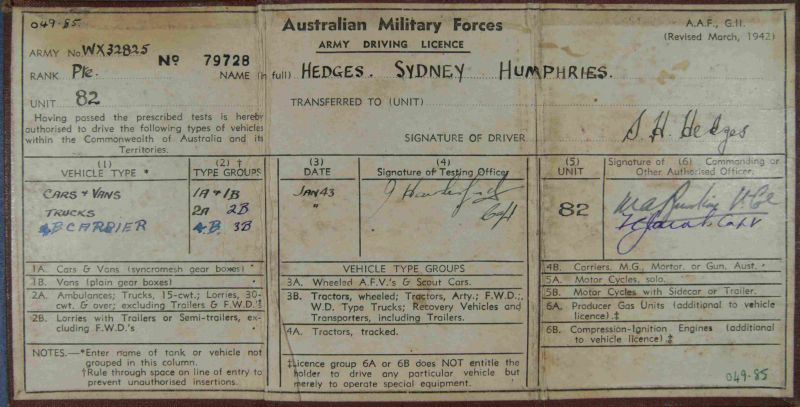 049-85.
Australian Military Forces
ARMY DRIVING LICENCE
A.A.F., G.11.
(Revised March, 1942)
ARMY No. WX32825 No 79728
RANK Pte. NAME (in full) HEDGES. SYDNEY HUMPHRIES.
UNIT 82 TRANSFERRED TO (UNIT)
Having passed the prescribed tests is hereby
authorised to drive the following types of vehicles
within the Commonwealth of Australia and its
Territories.
SIGNATURE OF DRIVER S. H. Hedges
(1)
VEHICLE TYPE *
CARS & VANS
TRUCKS
4B CARRIER
(2) ‡
TYPE GROUPS
1A & 1B
2A 2B
4B. 3B
(3)
DATE
JAN 43
"
(4)
Signature of Testing Officer
Capt
(5)
UNIT
82
Signature of (6) Commanding or
Other Authorised Officer.
1A. Cars & Vans (syncromesh gear boxes)
1B. Vans (plain gear boxes)
2A. Ambulances; Trucks, 15-cwt.; Lorries, 30-
cwt. & over; excluding Trailers & F.W.D.'s
2B. Lorries with Trailers or Semi-trailers, ex-
cluding F.W.D.'s
NOTES.—*Enter name of tank or vehicle not
grouped in this column.
†Rule through space on line of entry to
prevent unauthorised insertions.
VEHICLE TYPE GROUPS
3A. Wheeled A.F.V.'s & Scout Cars.
3B. Tractors, wheeled; Tractors, Arty.; F.W.D.;
W.D. Type Trucks; Recovery Vehicles and
Transporters, including Trailers.
4A. Tractors, tracked.
‡Licence group 6A or 6B does NOT entitle the
holder to drive any particular vehicle but
merely to operate special equipment.
4B. Carriers, M.G., Mortar, or Gun, Aust.
5A. Motor Cycles, solo.
5B. Motor Cycles with Sidecar or Trailer.
6A. Producer Gas Units (additional to vehicle
licence).‡
6B. Compression-Ignition Engines (additional
to vehicle licence).‡
049-85